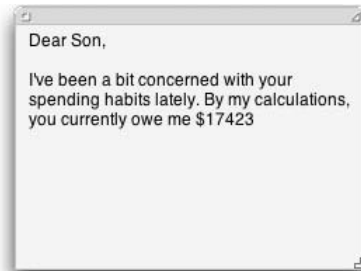 Dear Son,
I've been a bit concerned with your
spending habits lately. By my calculations,
you currently owe me $17423